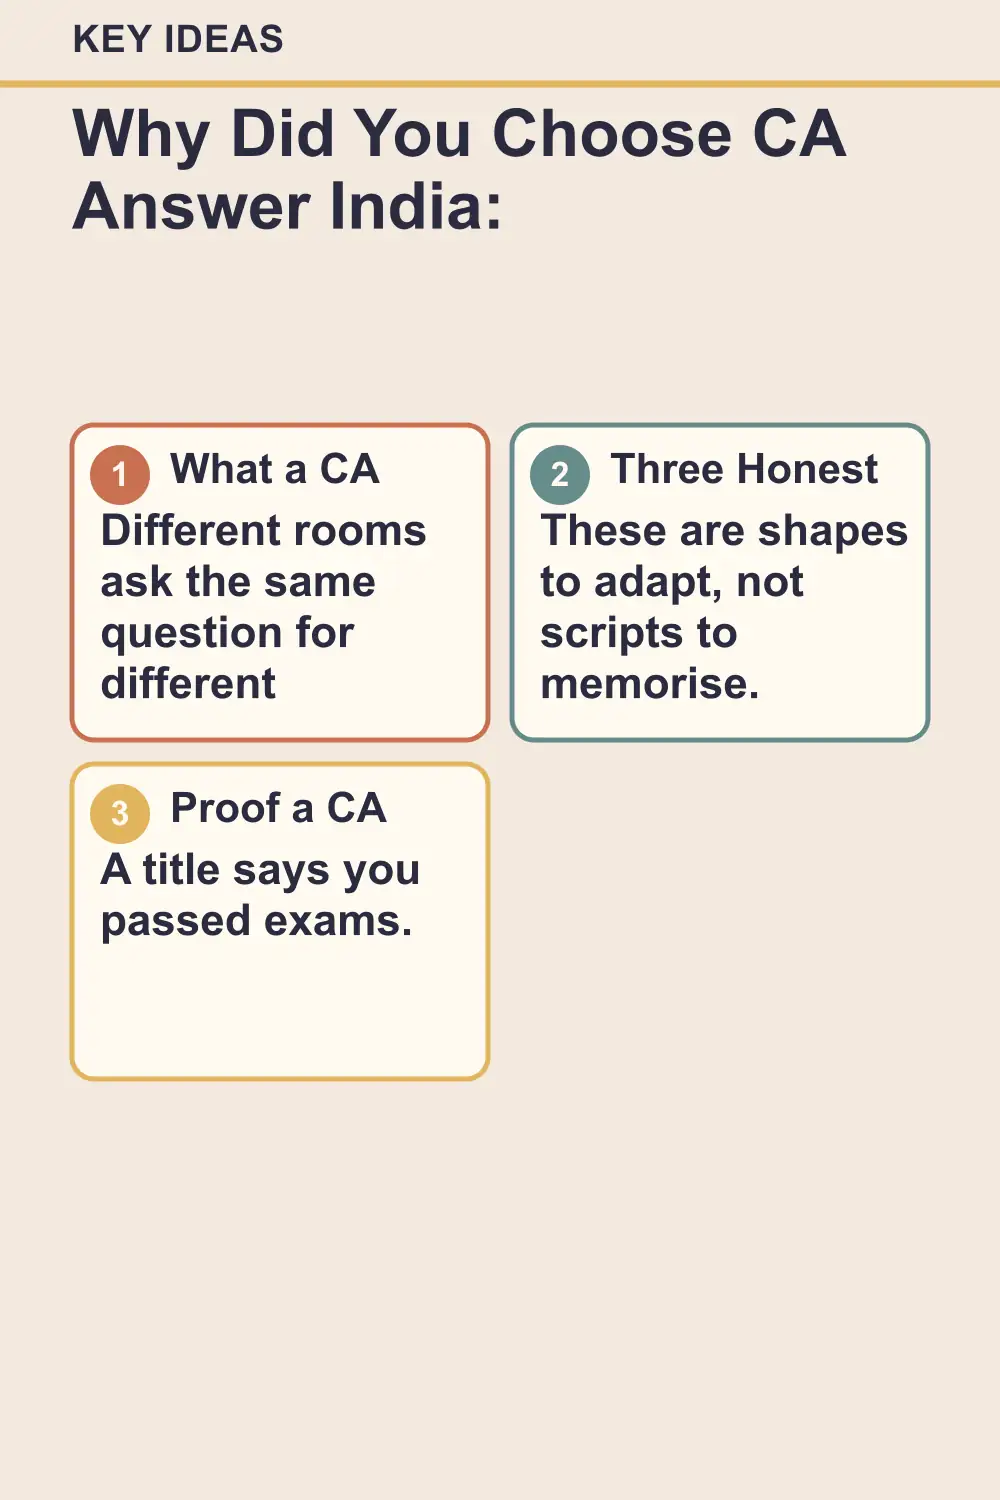 KEY IDEAS
Why Did You Choose CA
Answer India:
1 What a CA
Different rooms
ask the same
question for
different
2 Three Honest
These are shapes
to adapt, not
scripts to
memorise.
3 Proof a CA
A title says you
passed exams.